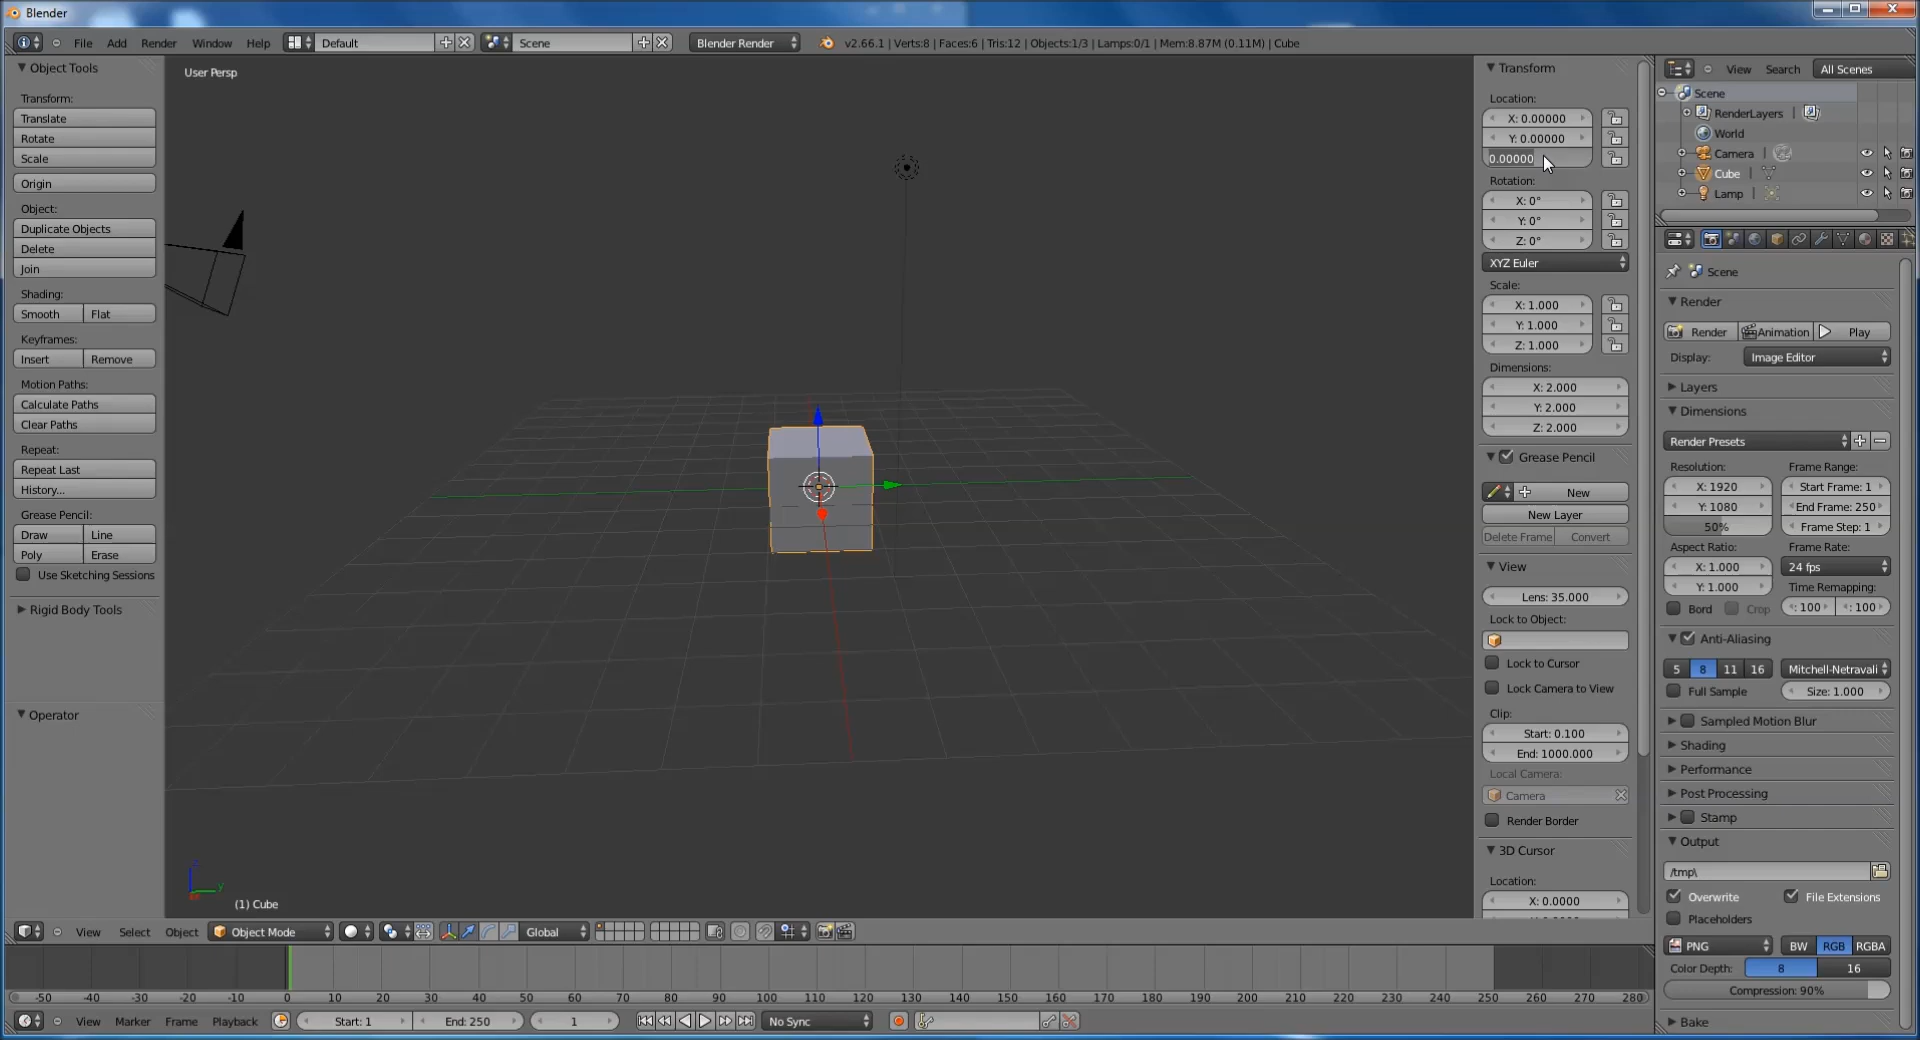 Blender
File Add Render Window Help Default Scene Blender Render v2.66.1 | Verts:8 | Faces:6 | Tris:12 | Objects:1/3 | Lamps:0/1 | Mem:8.87M (0.11M) | Cube
Object Tools
Transform:
Translate
Rotate
Scale
Origin
Object:
Duplicate Objects
Delete
Join
Shading:
Smooth Flat
Keyframes:
Insert Remove
Motion Paths:
Calculate Paths
Clear Paths
Repeat:
Repeat Last
History...
Grease Pencil:
Draw Line
Poly Erase
Use Sketching Sessions
Rigid Body Tools
Operator
User Persp
(1) Cube
Transform
Location:
X: 0.00000
Y: 0.00000
0.00000
Rotation:
X: 0°
Y: 0°
Z: 0°
XYZ Euler
Scale:
X: 1.000
Y: 1.000
Z: 1.000
Dimensions:
X: 2.000
Y: 2.000
Z: 2.000
Grease Pencil
New
New Layer
Delete Frame Convert
View
Lens: 35.000
Lock to Object:
Lock to Cursor
Lock Camera to View
Clip:
Start: 0.100
End: 1000.000
Local Camera:
Camera
Render Border
3D Cursor
Location:
X: 0.0000
View Search All Scenes
Scene
RenderLayers |
World
Camera |
Cube |
Lamp |
Scene
Render
Render Animation Play
Display: Image Editor
Layers
Dimensions
Render Presets
Resolution: Frame Range:
X: 1920 Start Frame: 1
Y: 1080 End Frame: 250
50% Frame Step: 1
Aspect Ratio: Frame Rate:
X: 1.000 24 fps
Y: 1.000 Time Remapping:
Bord Crop : 100 : 100
Anti-Aliasing
5 8 11 16 Mitchell-Netravali
Full Sample Size: 1.000
Sampled Motion Blur
Shading
Performance
Post Processing
Stamp
Output
/tmp\
Overwrite File Extensions
Placeholders
PNG BW RGB RGBA
Color Depth: 8 16
Compression: 90%
Bake
View Select Object Object Mode Global
-50 -40 -30 -20 -10 0 10 20 30 40 50 60 70 80 90 100 110 120 130 140 150 160 170 180 190 200 210 220 230 240 250 260 270 280
View Marker Frame Playback Start: 1 End: 250 1 No Sync